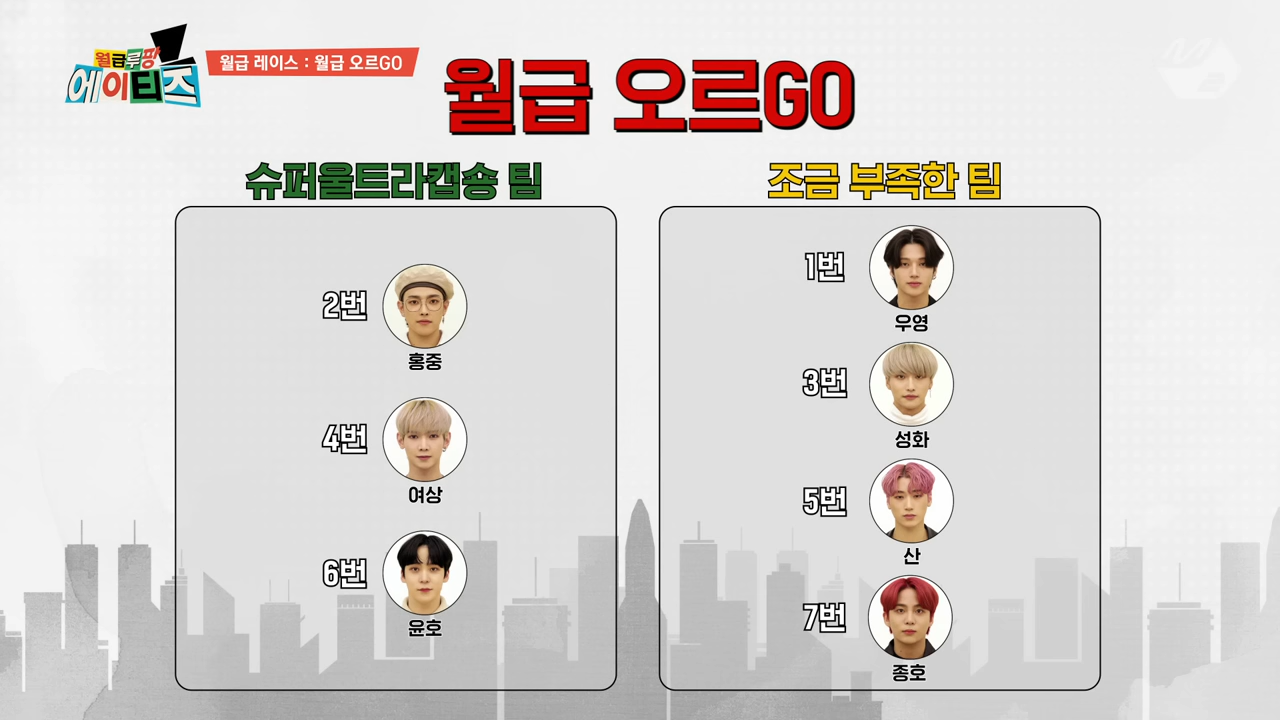 월급루팡
에이티즈
월급 레이스 : 월급 오르GO
월급 오르GO
슈퍼울트라캡숑 팀
2번
홍중
4번
여상
6번
윤호
조금 부족한 팀
1번
우영
3번
성화
5번
산
7번
종호